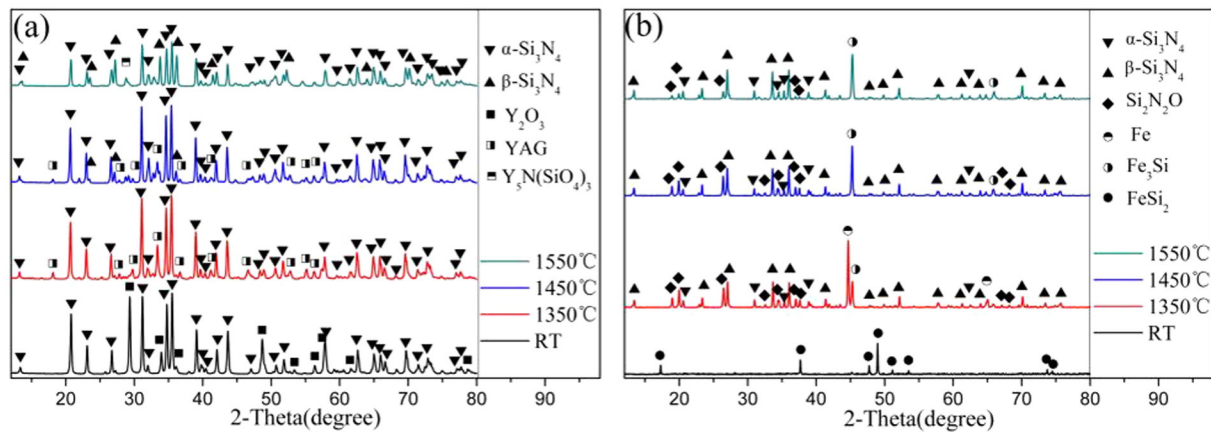 (a)
α-Si₃N₄
β-Si₃N₄
Y₂O₃
YAG
Y₅N(SiO₄)₃
1550℃
1450℃
1350℃
RT
20 30 40 50 60 70 80 90
2-Theta(degree)
(b)
α-Si₃N₄
β-Si₃N₄
Si₂N₂O
Fe
Fe₃Si
FeSi₂
1550℃
1450℃
1350℃
RT
20 30 40 50 60 70 80 90
2-Theta(degree)